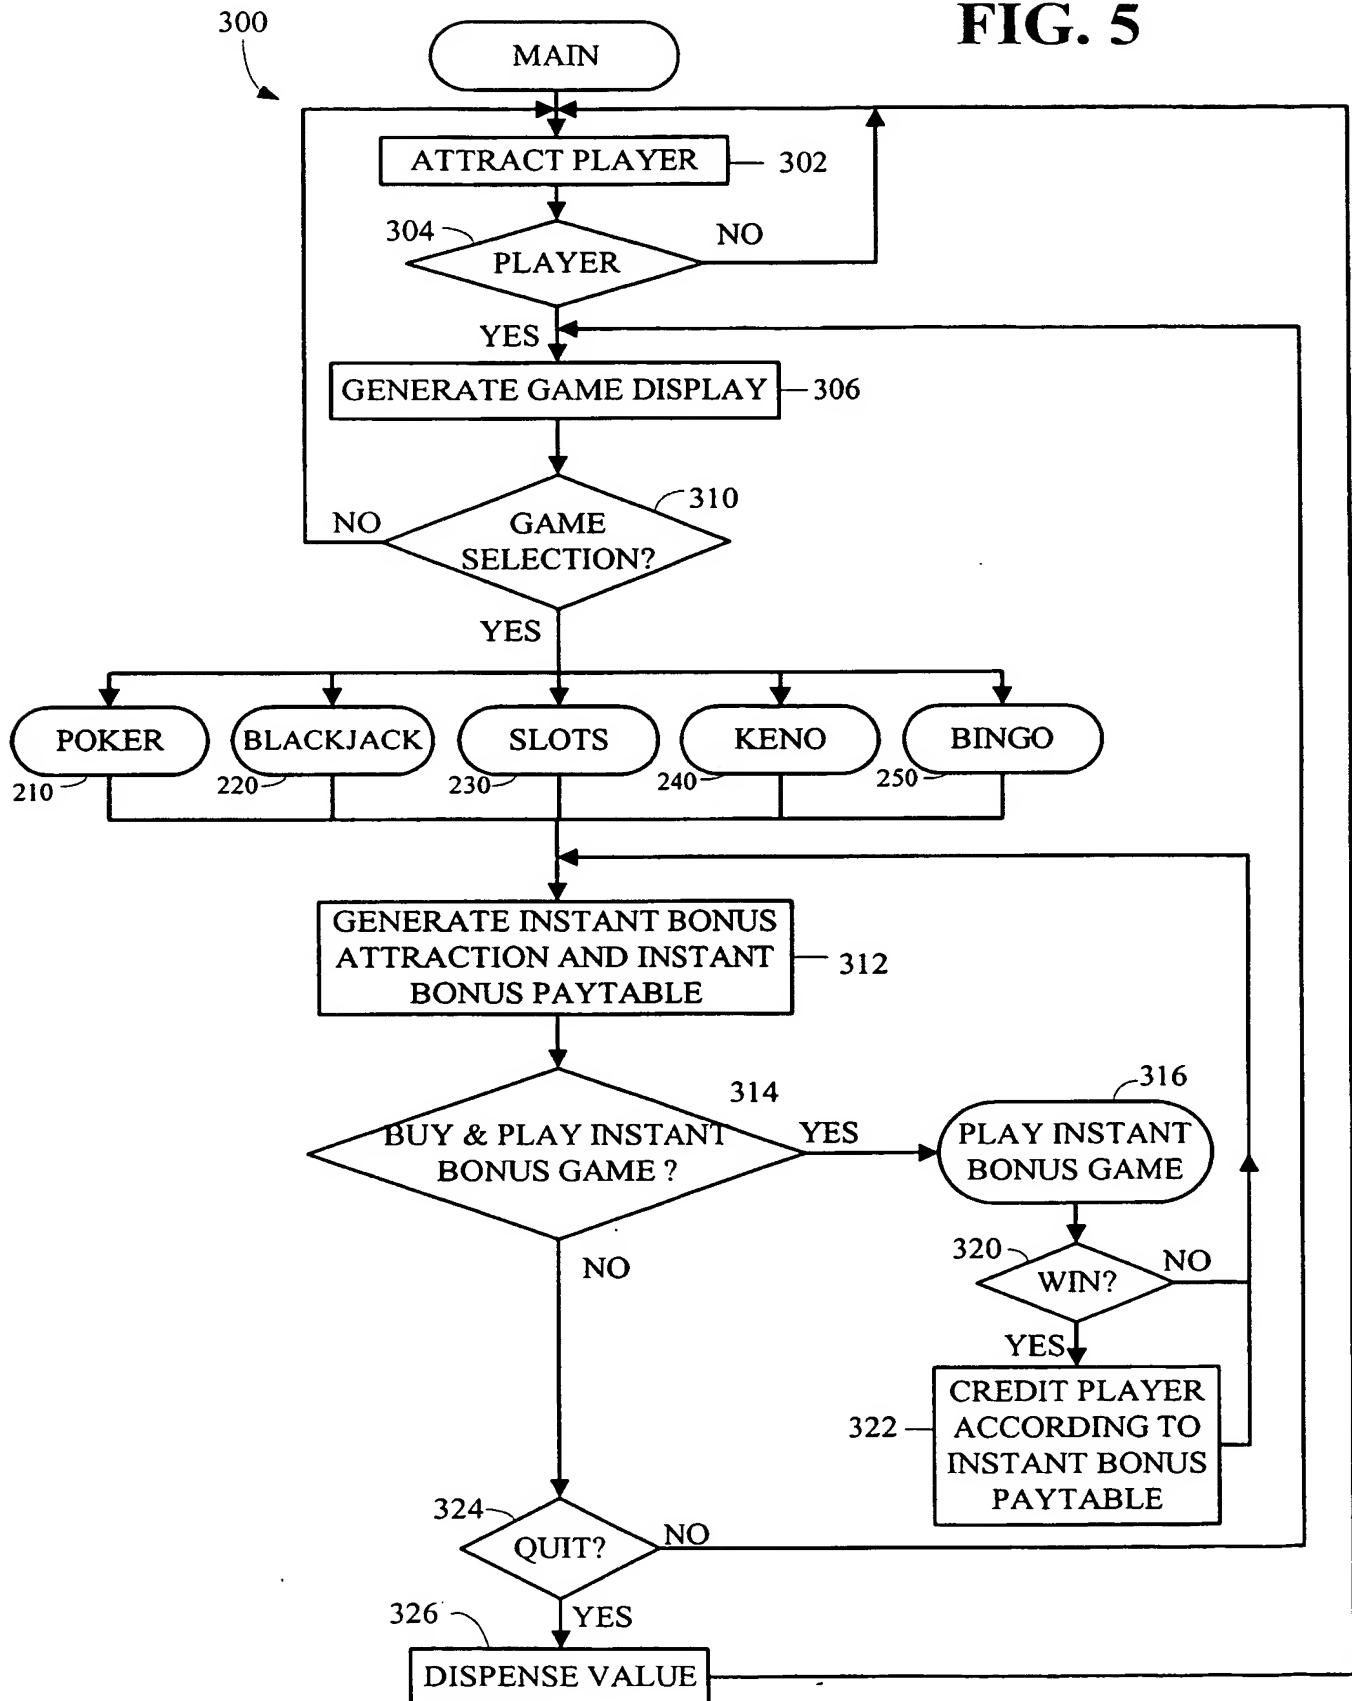 FIG. 5
300
MAIN
ATTRACT PLAYER
302
304
PLAYER
NO
YES
GENERATE GAME DISPLAY
306
310
GAME
SELECTION?
NO
YES
POKER
BLACKJACK
SLOTS
KENO
BINGO
210
220
230
240
250
GENERATE INSTANT BONUS
ATTRACTION AND INSTANT
BONUS PAYTABLE
312
314
BUY & PLAY INSTANT
BONUS GAME ?
YES
NO
316
PLAY INSTANT
BONUS GAME
320
WIN?
NO
YES
322
CREDIT PLAYER
ACCORDING TO
INSTANT BONUS
PAYTABLE
324
QUIT?
NO
YES
326
DISPENSE VALUE